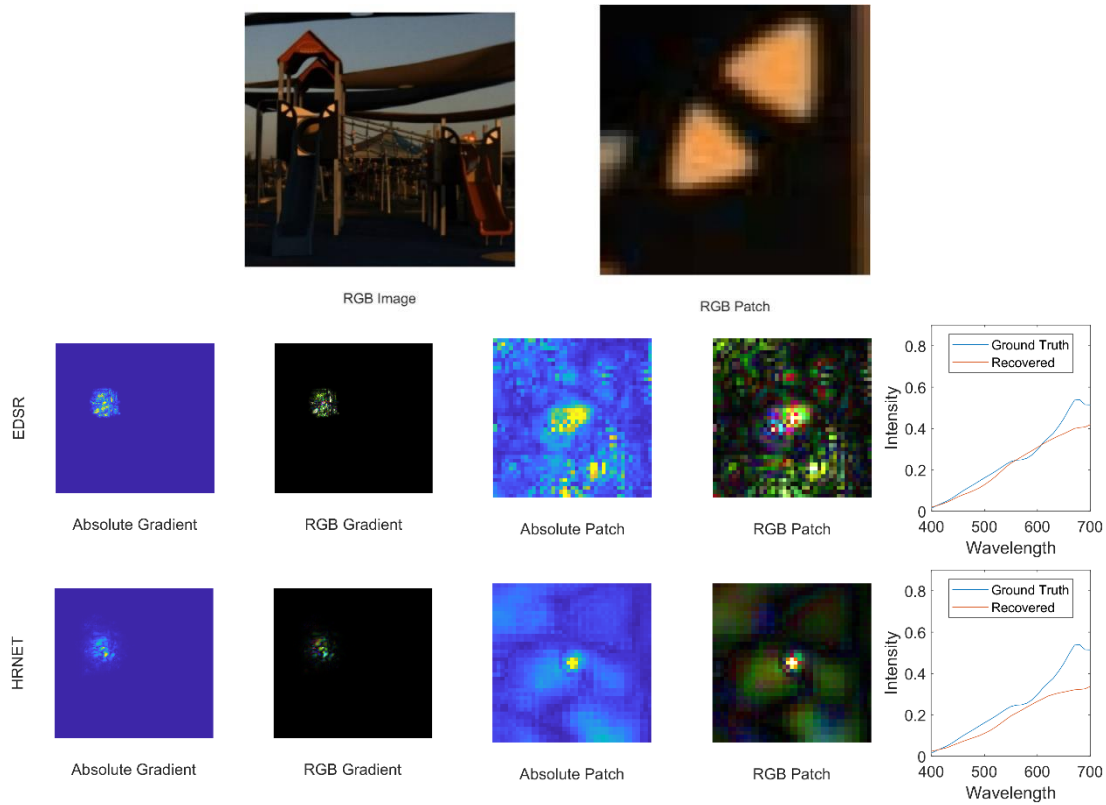 RGB Image
RGB Patch
EDSR
Absolute Gradient
RGB Gradient
Absolute Patch
RGB Patch
Ground Truth
Recovered
Intensity
0.8
0.6
0.4
0.2
0
400 500 600 700
Wavelength
HRNET
Absolute Gradient
RGB Gradient
Absolute Patch
RGB Patch
Ground Truth
Recovered
Intensity
0.8
0.6
0.4
0.2
0
400 500 600 700
Wavelength